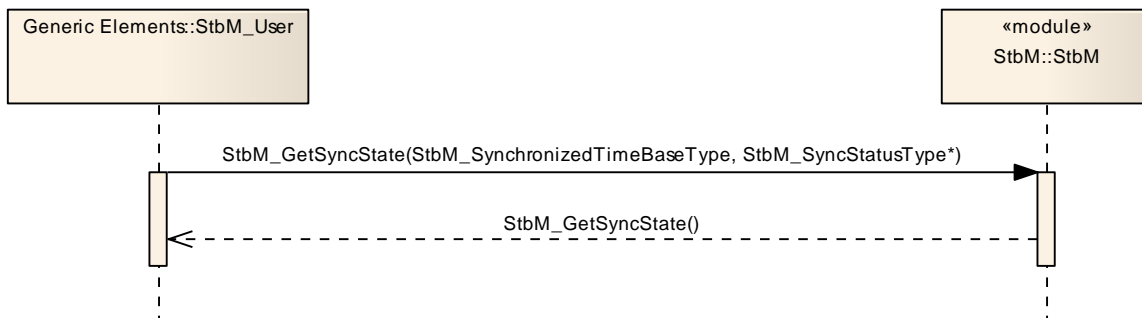 Generic Elements::StbM_User
«module»
StbM::StbM
StbM_GetSyncState(StbM_SynchronizedTimeBaseType, StbM_SyncStatusType*)
StbM_GetSyncState()